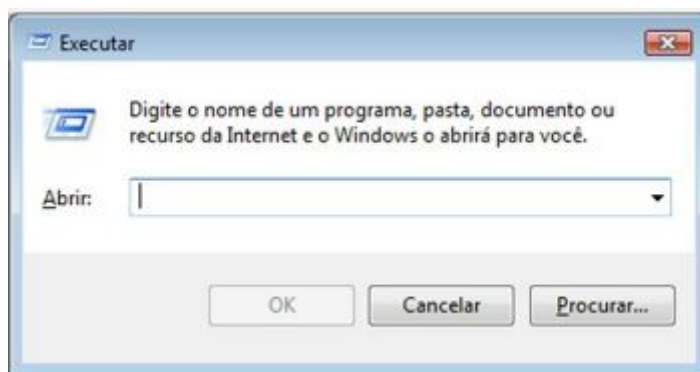 Executar
Digite o nome de um programa, pasta, documento ou
recurso da Internet e o Windows o abrirá para você.
Abrir:
OK
Cancelar
Procurar...